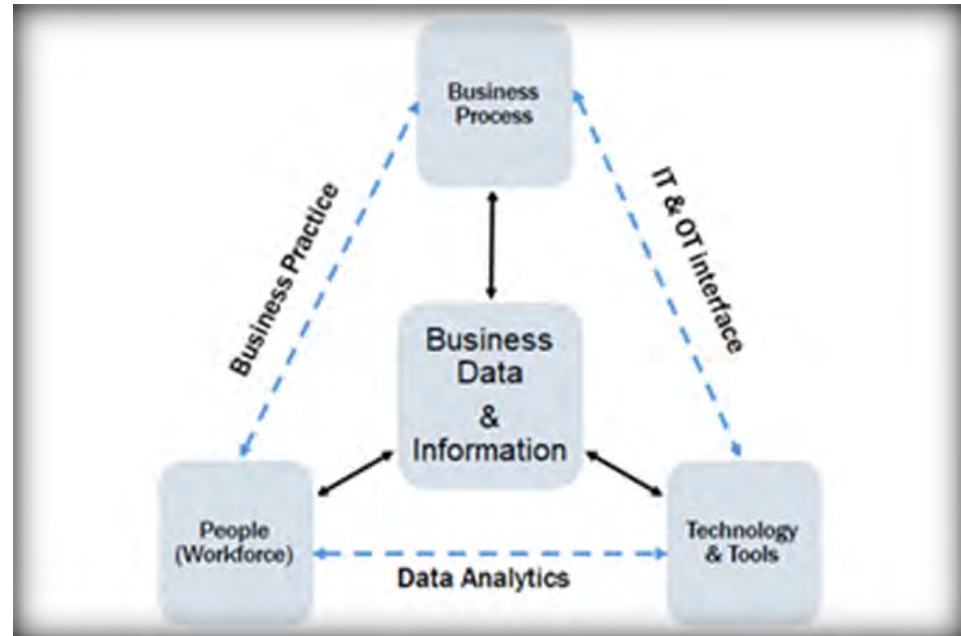 Business
Process
Business Practice
IT & OT interface
Business
Data
&
Information
People
(Workforce)
Technology
& Tools
Data Analytics